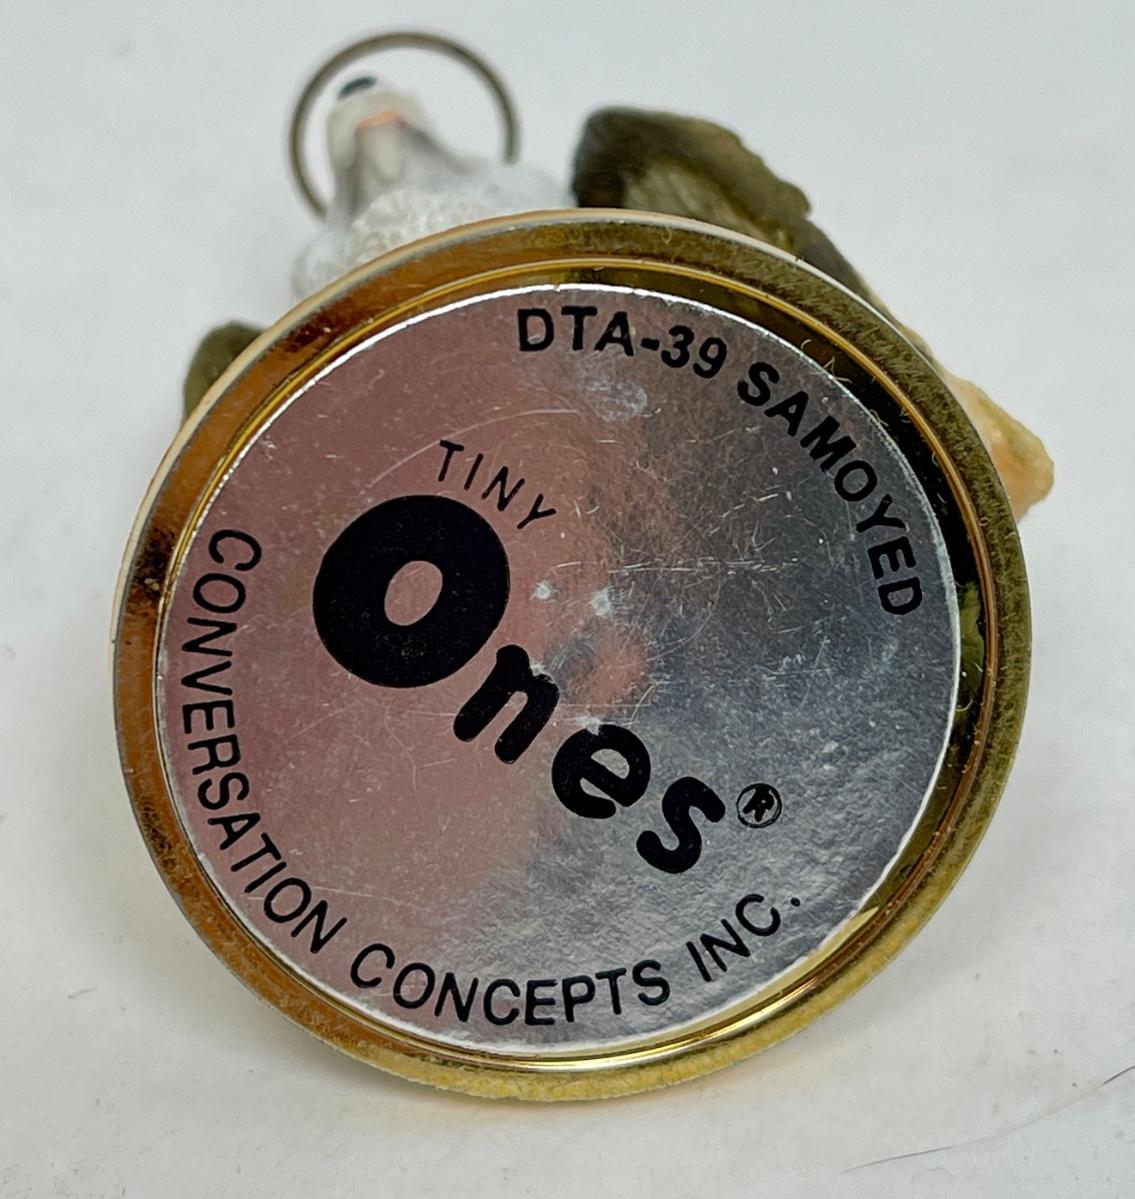 DTA-39 SAMOYED
TINY
Ones®
CONVERSATION CONCEPTS INC.